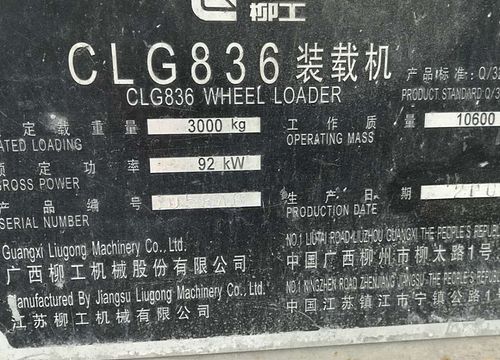 柳工
CLG836 装载机 产品标准: Q/32
CLG836 WHEEL LOADER PRODUCT STANDARD: Q/32
定载重量 3000 kg 工作质量 10600
ATED LOADING OPERATING MASS
额定功率 92 kW
GROSS POWER
产品编号 生产日期
SERIAL NUMBER PRODUCTION DATE
Guangxi Liugong Machinery Co., Ltd. NO.1 LIUTAI ROAD LIUZHOU GUANGXI THE PEOPLE'S REPUB
广西柳工机械股份有限公司 中国广西柳州市柳太路1号
Manufactured By Jiangsu Liugong Machinery Co., Ltd. NO.1 NINGZHEN ROAD ZHENJIANG JIANGSU THE PEOPLE'S REPUBL
江苏柳工机械有限公司 中国江苏镇江市宁镇公路1号